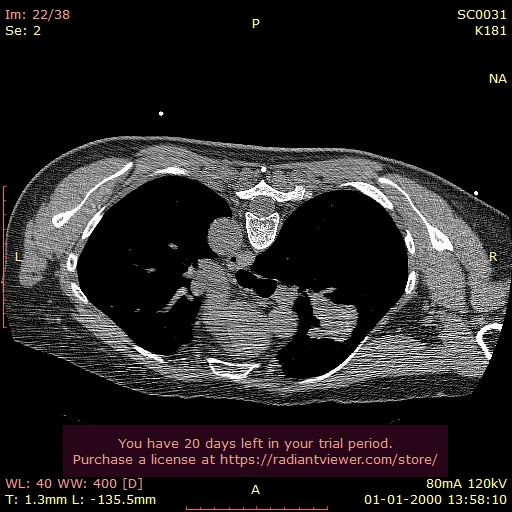 Im: 22/38
Se: 2
P
SC0031
K181
NA
L
R
You have 20 days left in your trial period.
Purchase a license at https://radiantviewer.com/store/
WL: 40 WW: 400 [D]
T: 1.3mm L: -135.5mm
A
80mA 120kV
01-01-2000 13:58:10